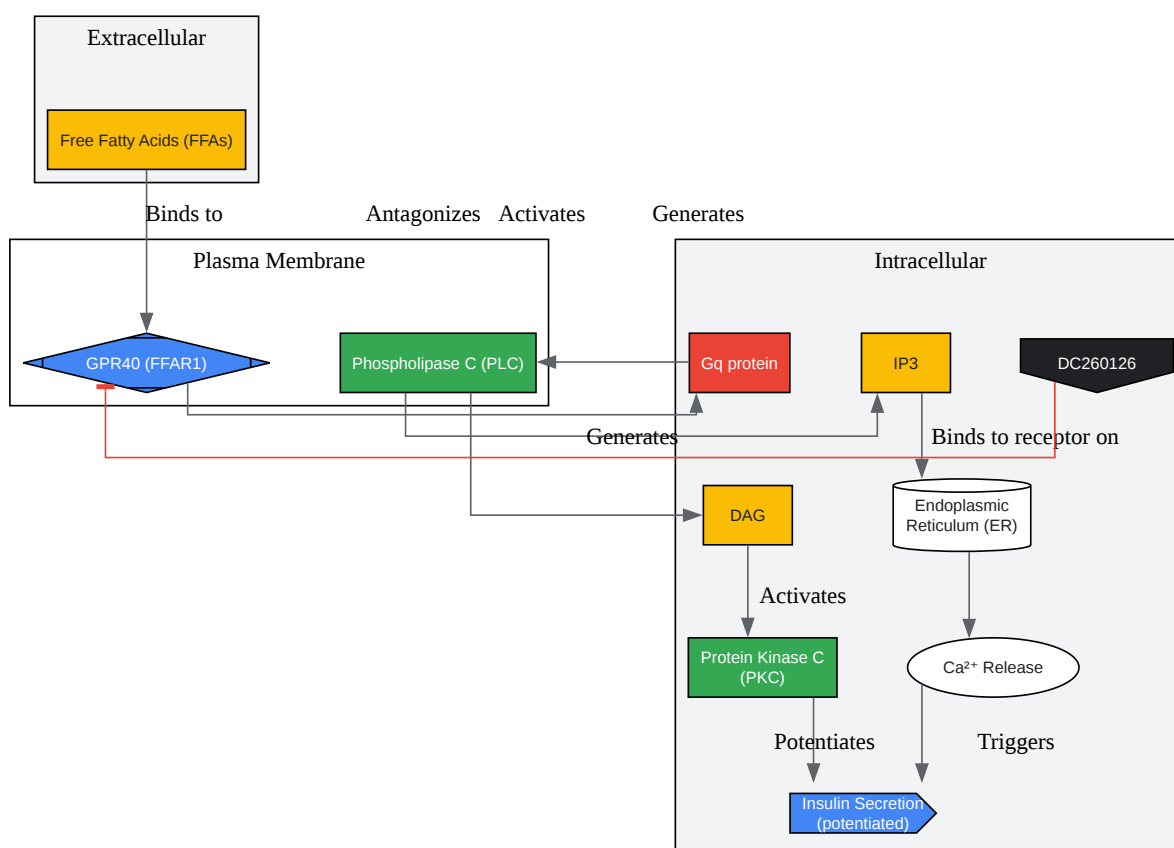 Extracellular
Free Fatty Acids (FFAs)
Binds to
Antagonizes
Activates
Generates
Plasma Membrane
Intracellular
GPR40 (FFAR1)
Phospholipase C (PLC)
Gq protein
IP3
DC260126
Generates
Binds to receptor on
DAG
Endoplasmic
Reticulum (ER)
Activates
Protein Kinase C
(PKC)
Ca²⁺ Release
Potentiates
Triggers
Insulin Secretion
(potentiated)